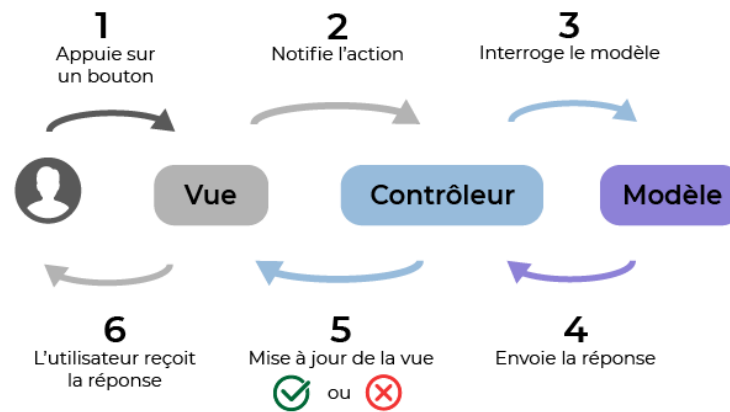 1
Appuie sur
un bouton
2
Notifie l’action
3
Interroge le modèle
Vue
Contrôleur
Modèle
6
L’utilisateur reçoit
la réponse
5
Mise à jour de la vue
ou
4
Envoie la réponse